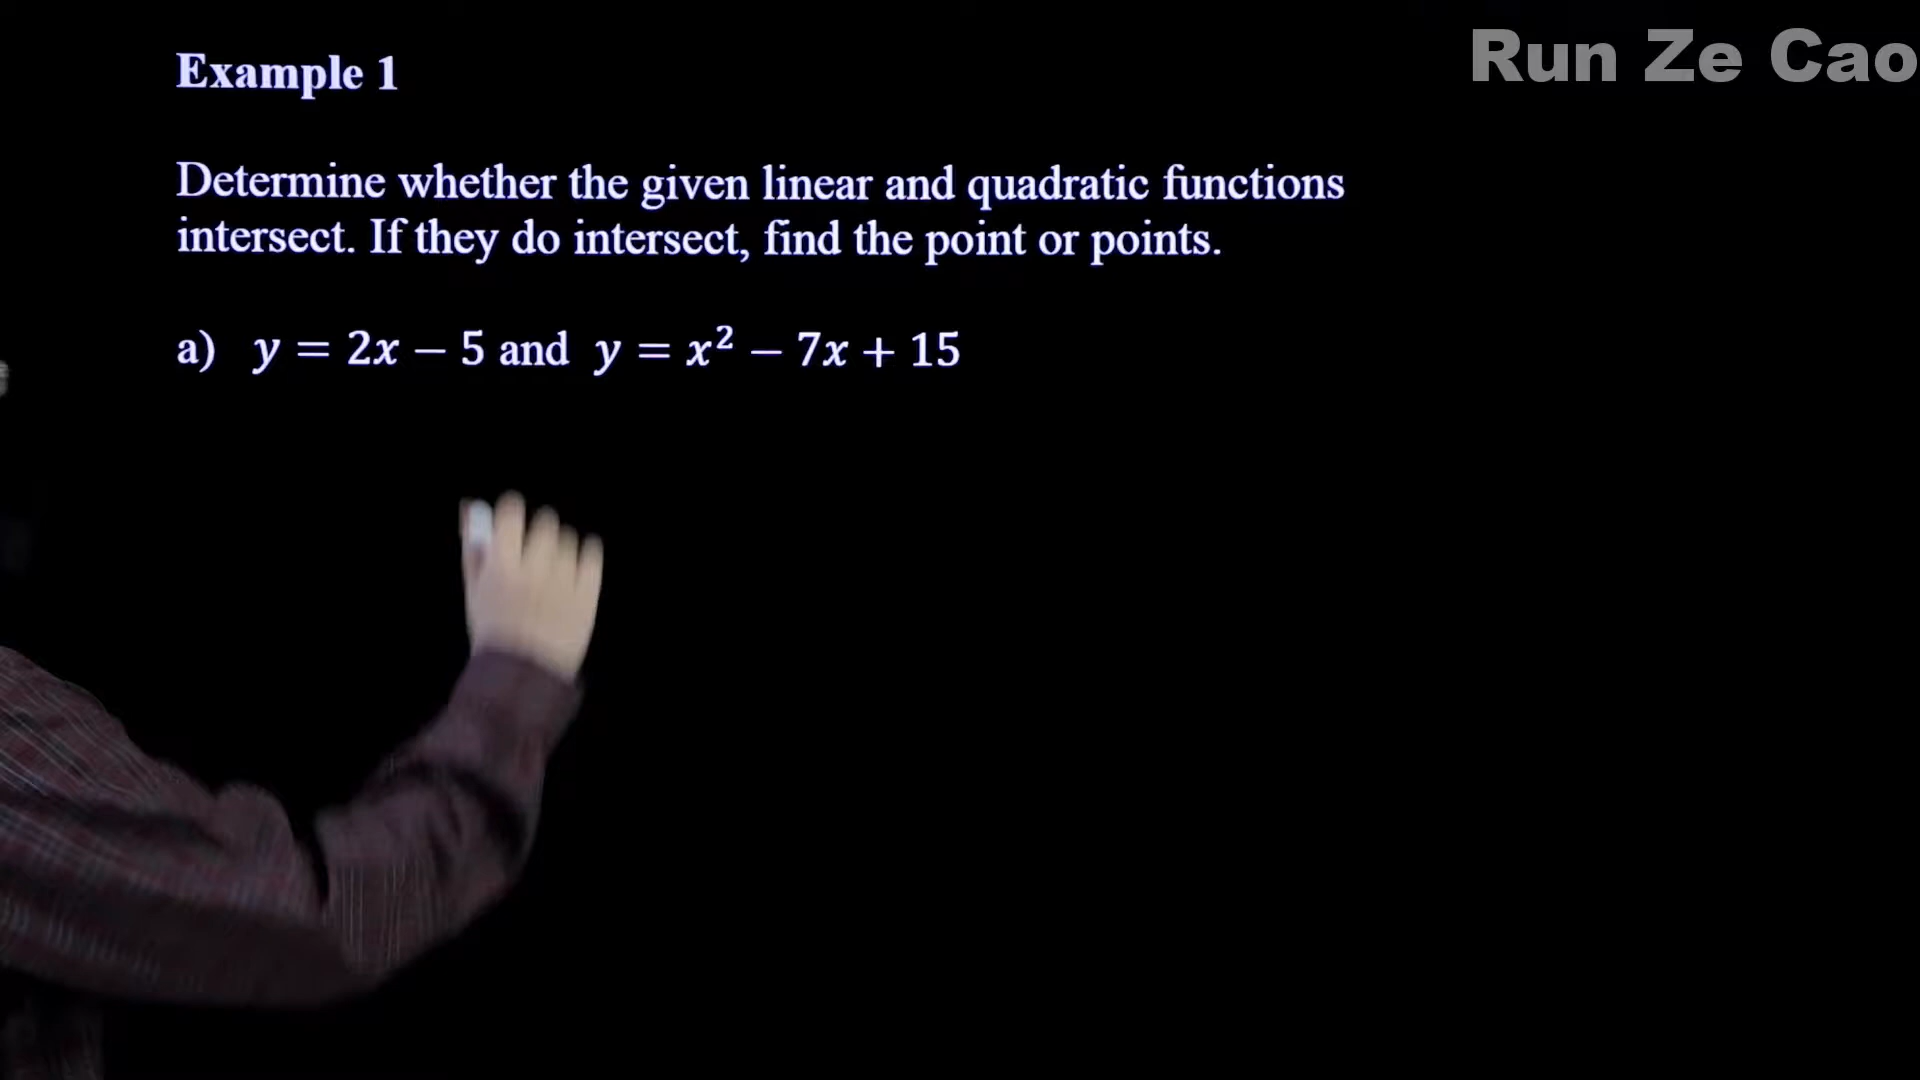 Run Ze Cao
Example 1
Determine whether the given linear and quadratic functions
intersect. If they do intersect, find the point or points.
a) y = 2x − 5 and y = x² − 7x + 15